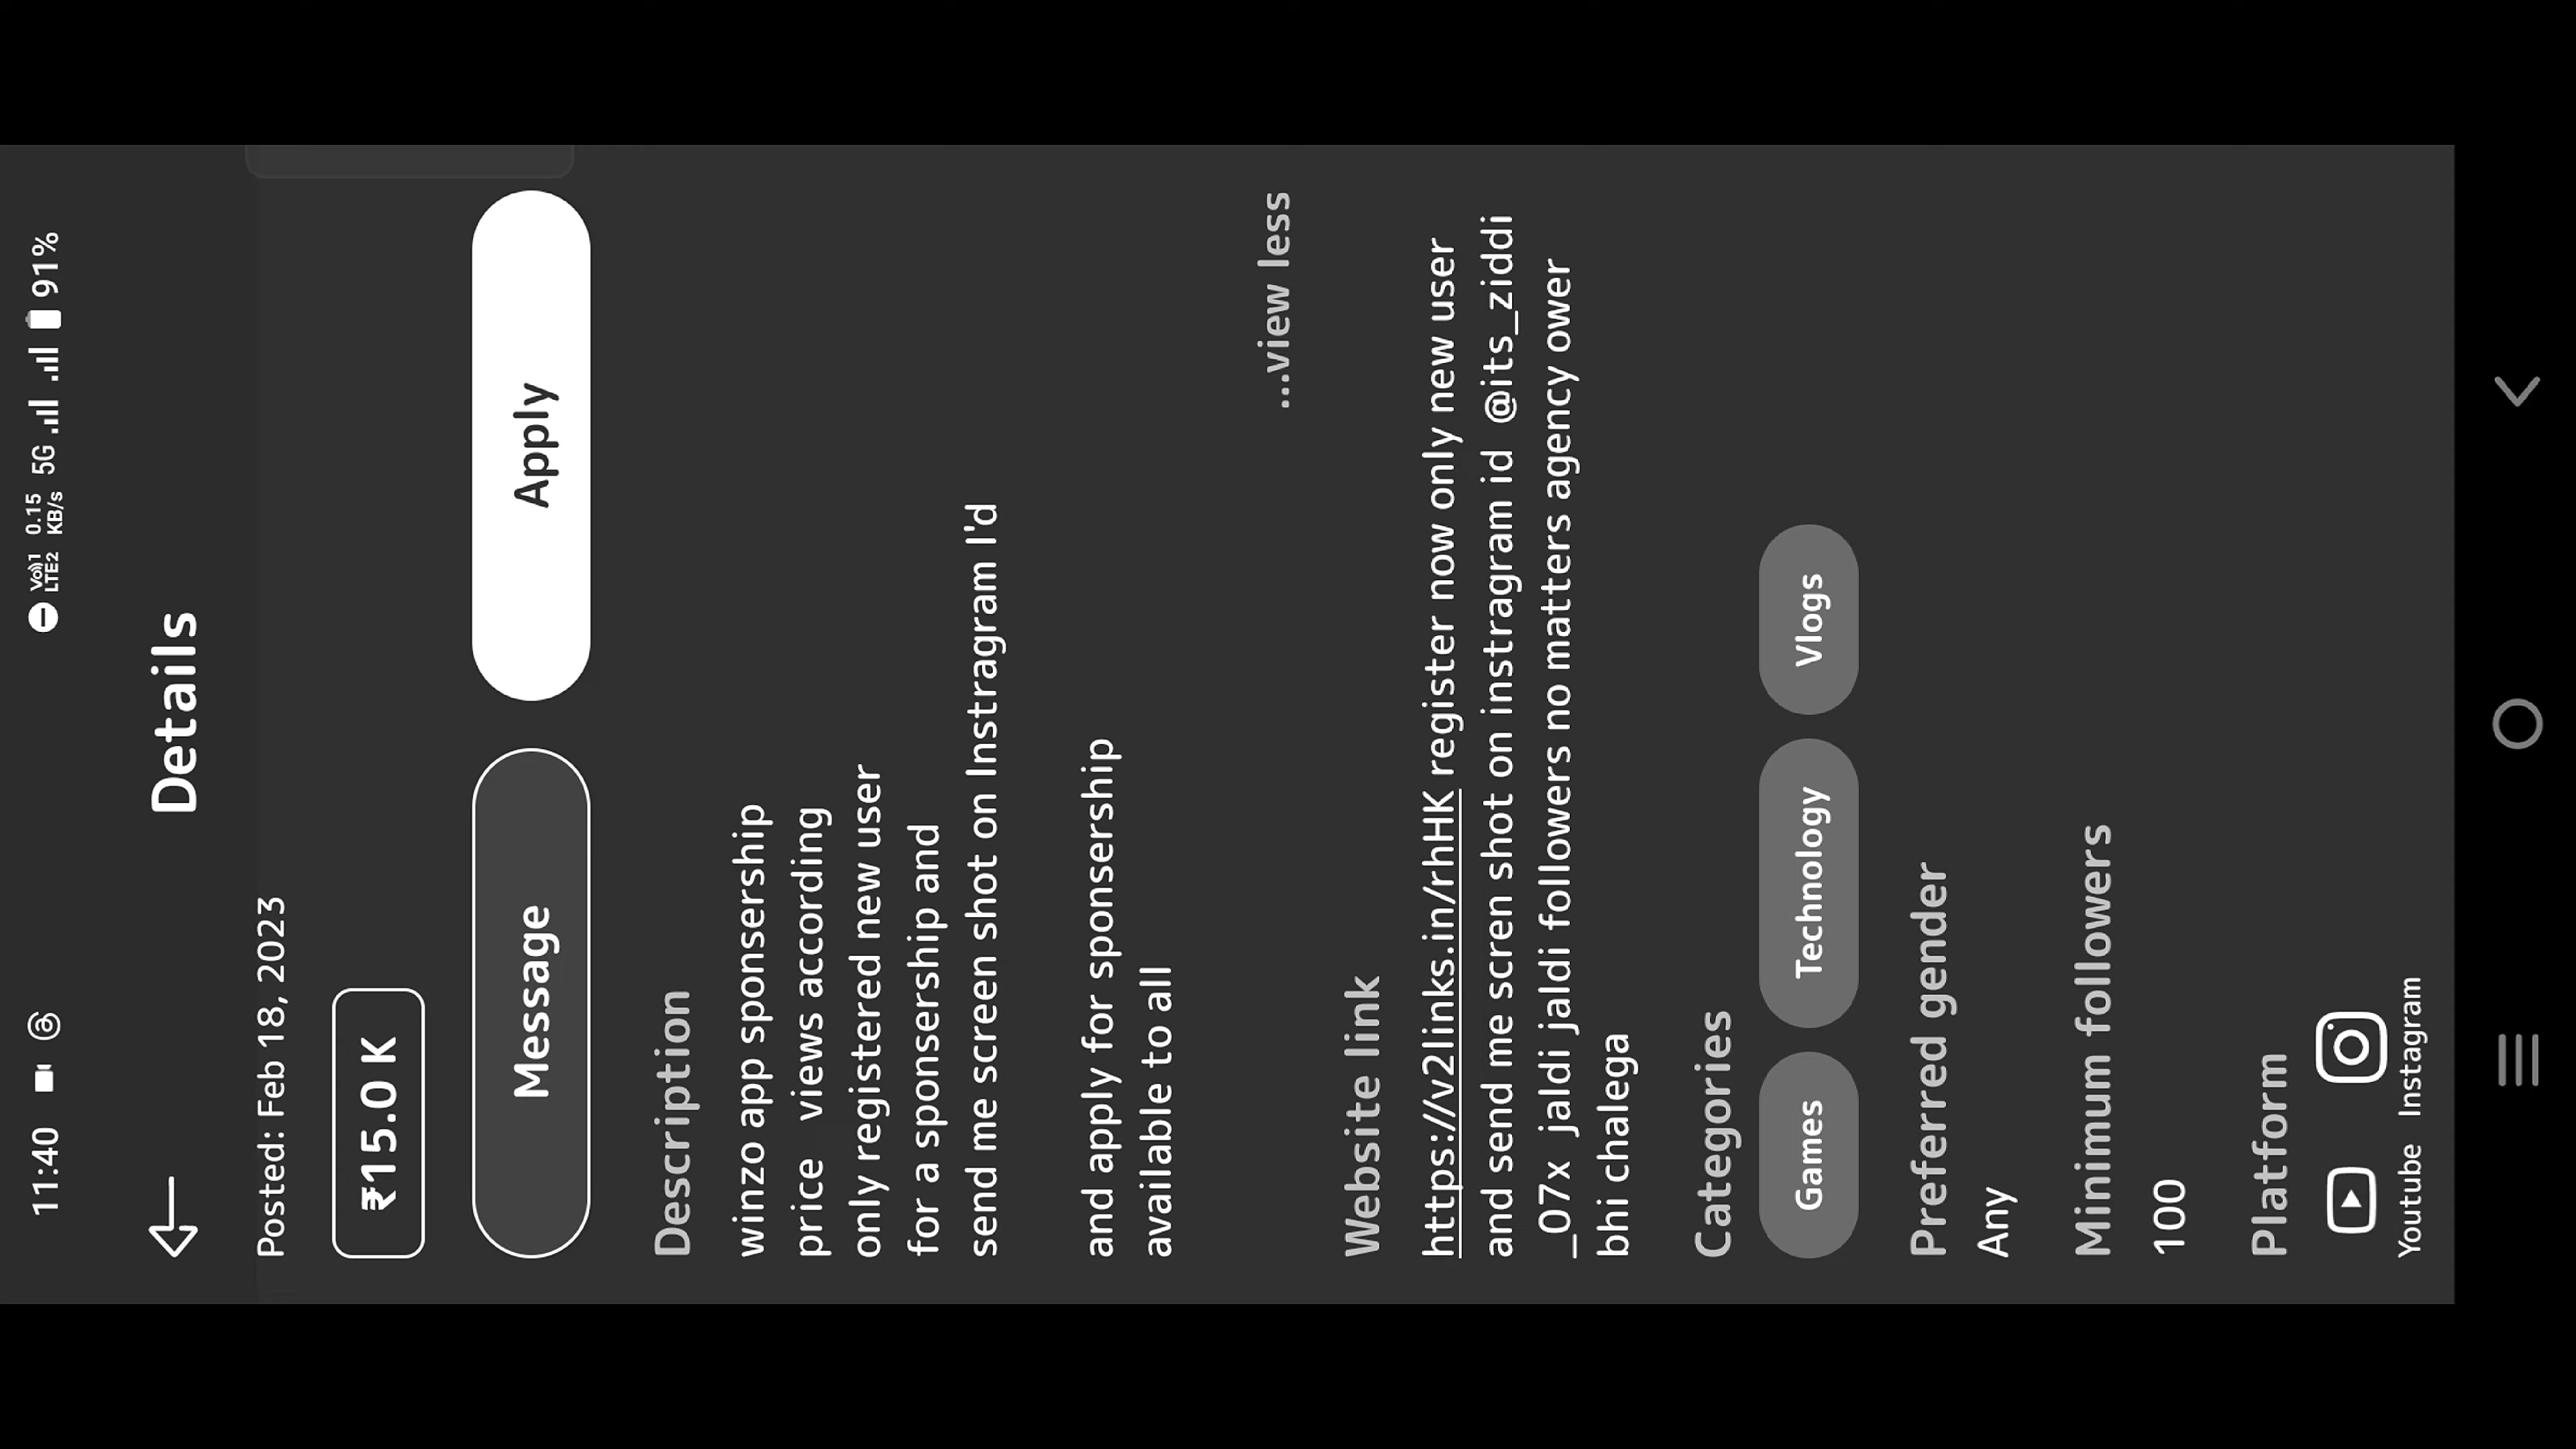 11:40 Vo)) 1 LTE2 0.15 KB/s 5G 91%
Details
Posted: Feb 18, 2023
₹15.0 K
Message Apply
Description
winzo app sponsership
price views according
only registered new user
for a sponsership and
send me screen shot on Instragram I'd
and apply for sponsership
available to all
...view less
Website link
https://v2links.in/rhHK register now only new user
and send me scren shot on instragram id @its_ziddi
_07x jaldi jaldi followers no matters agency ower
bhi chalega
Categories
Games Technology Vlogs
Preferred gender
Any
Minimum followers
100
Platform
Youtube Instagram